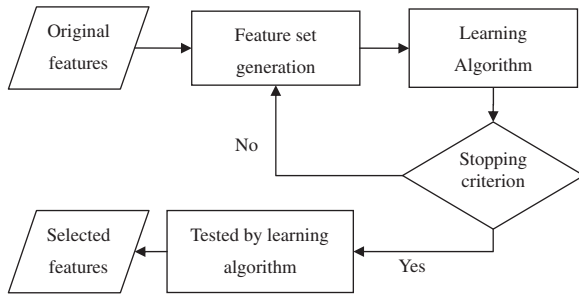 Original
features
Feature set
generation
Learning
Algorithm
No
Stopping
criterion
Yes
Tested by learning
algorithm
Selected
features